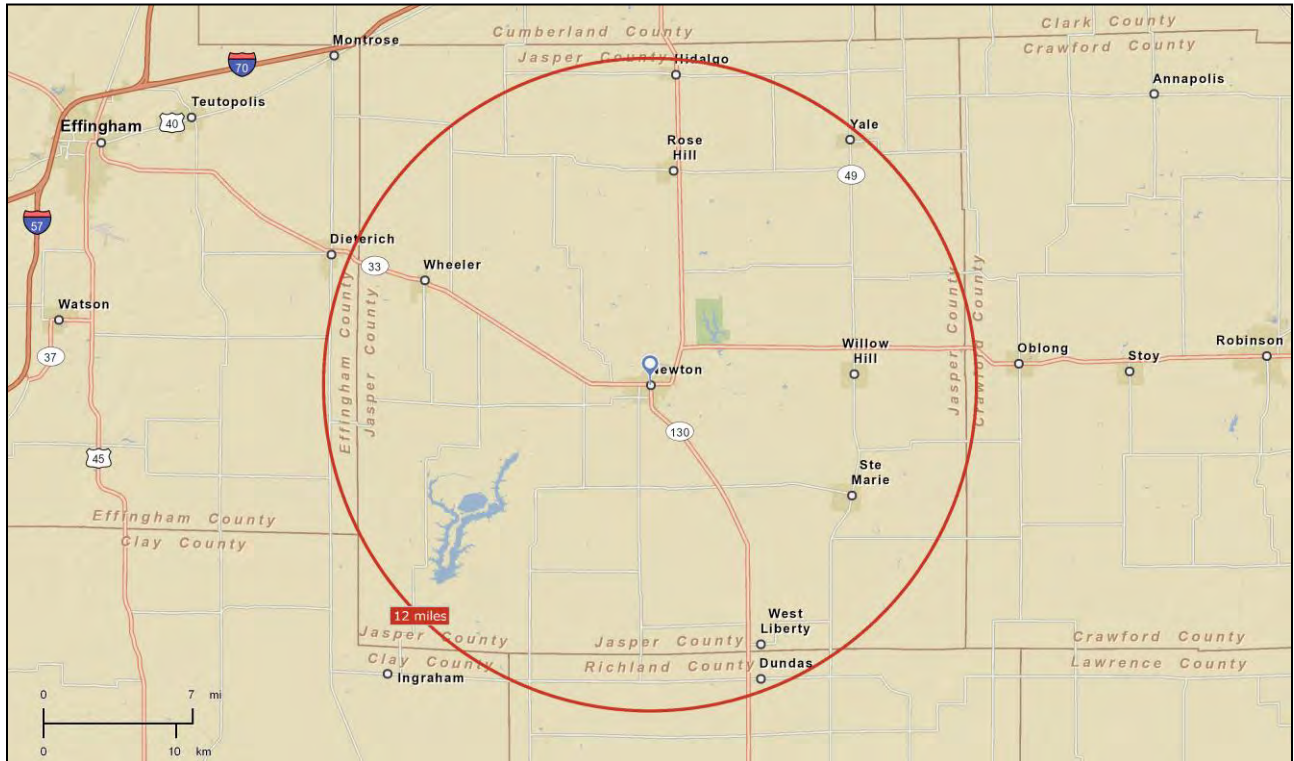 Cumberland County
Clark County
Montrose
Jasper County
Crawford County
70
Hidalgo
Annapolis
Teutopolis
40
Effingham
Yale
Rose
Hill
49
57
Dieterich
33
Wheeler
Effingham County
Jasper County
Jasper County
Crawford County
Watson
37
Willow
Hill
Oblong
Stoy
Robinson
Newton
130
45
Ste
Marie
Effingham County
Clay County
12 miles
West
Liberty
Jasper County
Jasper County
Crawford County
Clay County
Richland County
Dundas
Lawrence County
Ingraham
0 7 mi
0 10 km